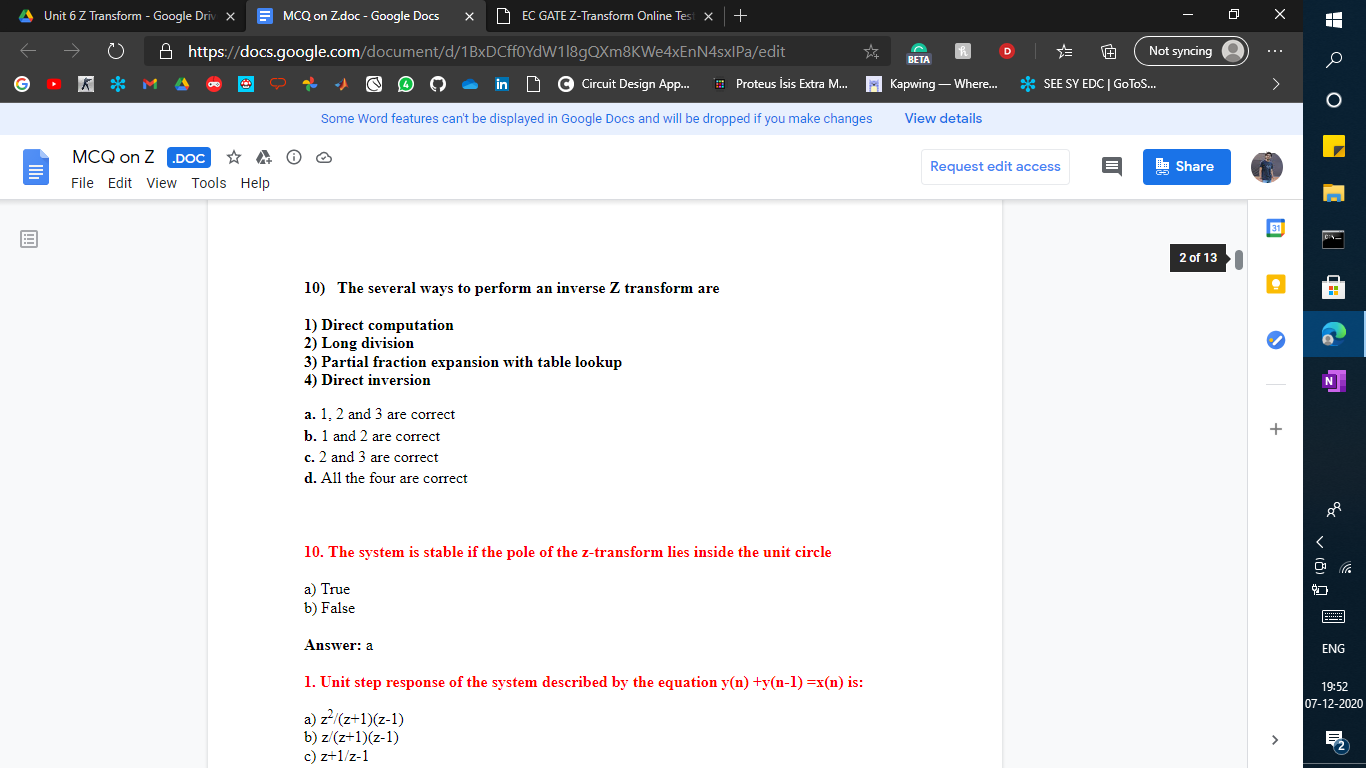 Unit 6 Z Transform - Google Driv
MCQ on Z.doc - Google Docs
EC GATE Z-Transform Online Test
https://docs.google.com/document/d/1BxDCff0YdW1l8gQXm8KWe4xEnN4sxIPa/edit
BETA
D
Not syncing
Circuit Design App...
Proteus İsis Extra M...
Kapwing — Where...
SEE SY EDC | GoToS...
Some Word features can't be displayed in Google Docs and will be dropped if you make changes
View details
MCQ on Z
.DOC
File Edit View Tools Help
Request edit access
Share
2 of 13
31
10) The several ways to perform an inverse Z transform are
1) Direct computation
2) Long division
3) Partial fraction expansion with table lookup
4) Direct inversion
a. 1, 2 and 3 are correct
b. 1 and 2 are correct
c. 2 and 3 are correct
d. All the four are correct
10. The system is stable if the pole of the z-transform lies inside the unit circle
a) True
b) False
Answer: a
1. Unit step response of the system described by the equation y(n) +y(n-1) =x(n) is:
a) z²/(z+1)(z-1)
b) z/(z+1)(z-1)
c) z+1/z-1
ENG
19:52
07-12-2020
2